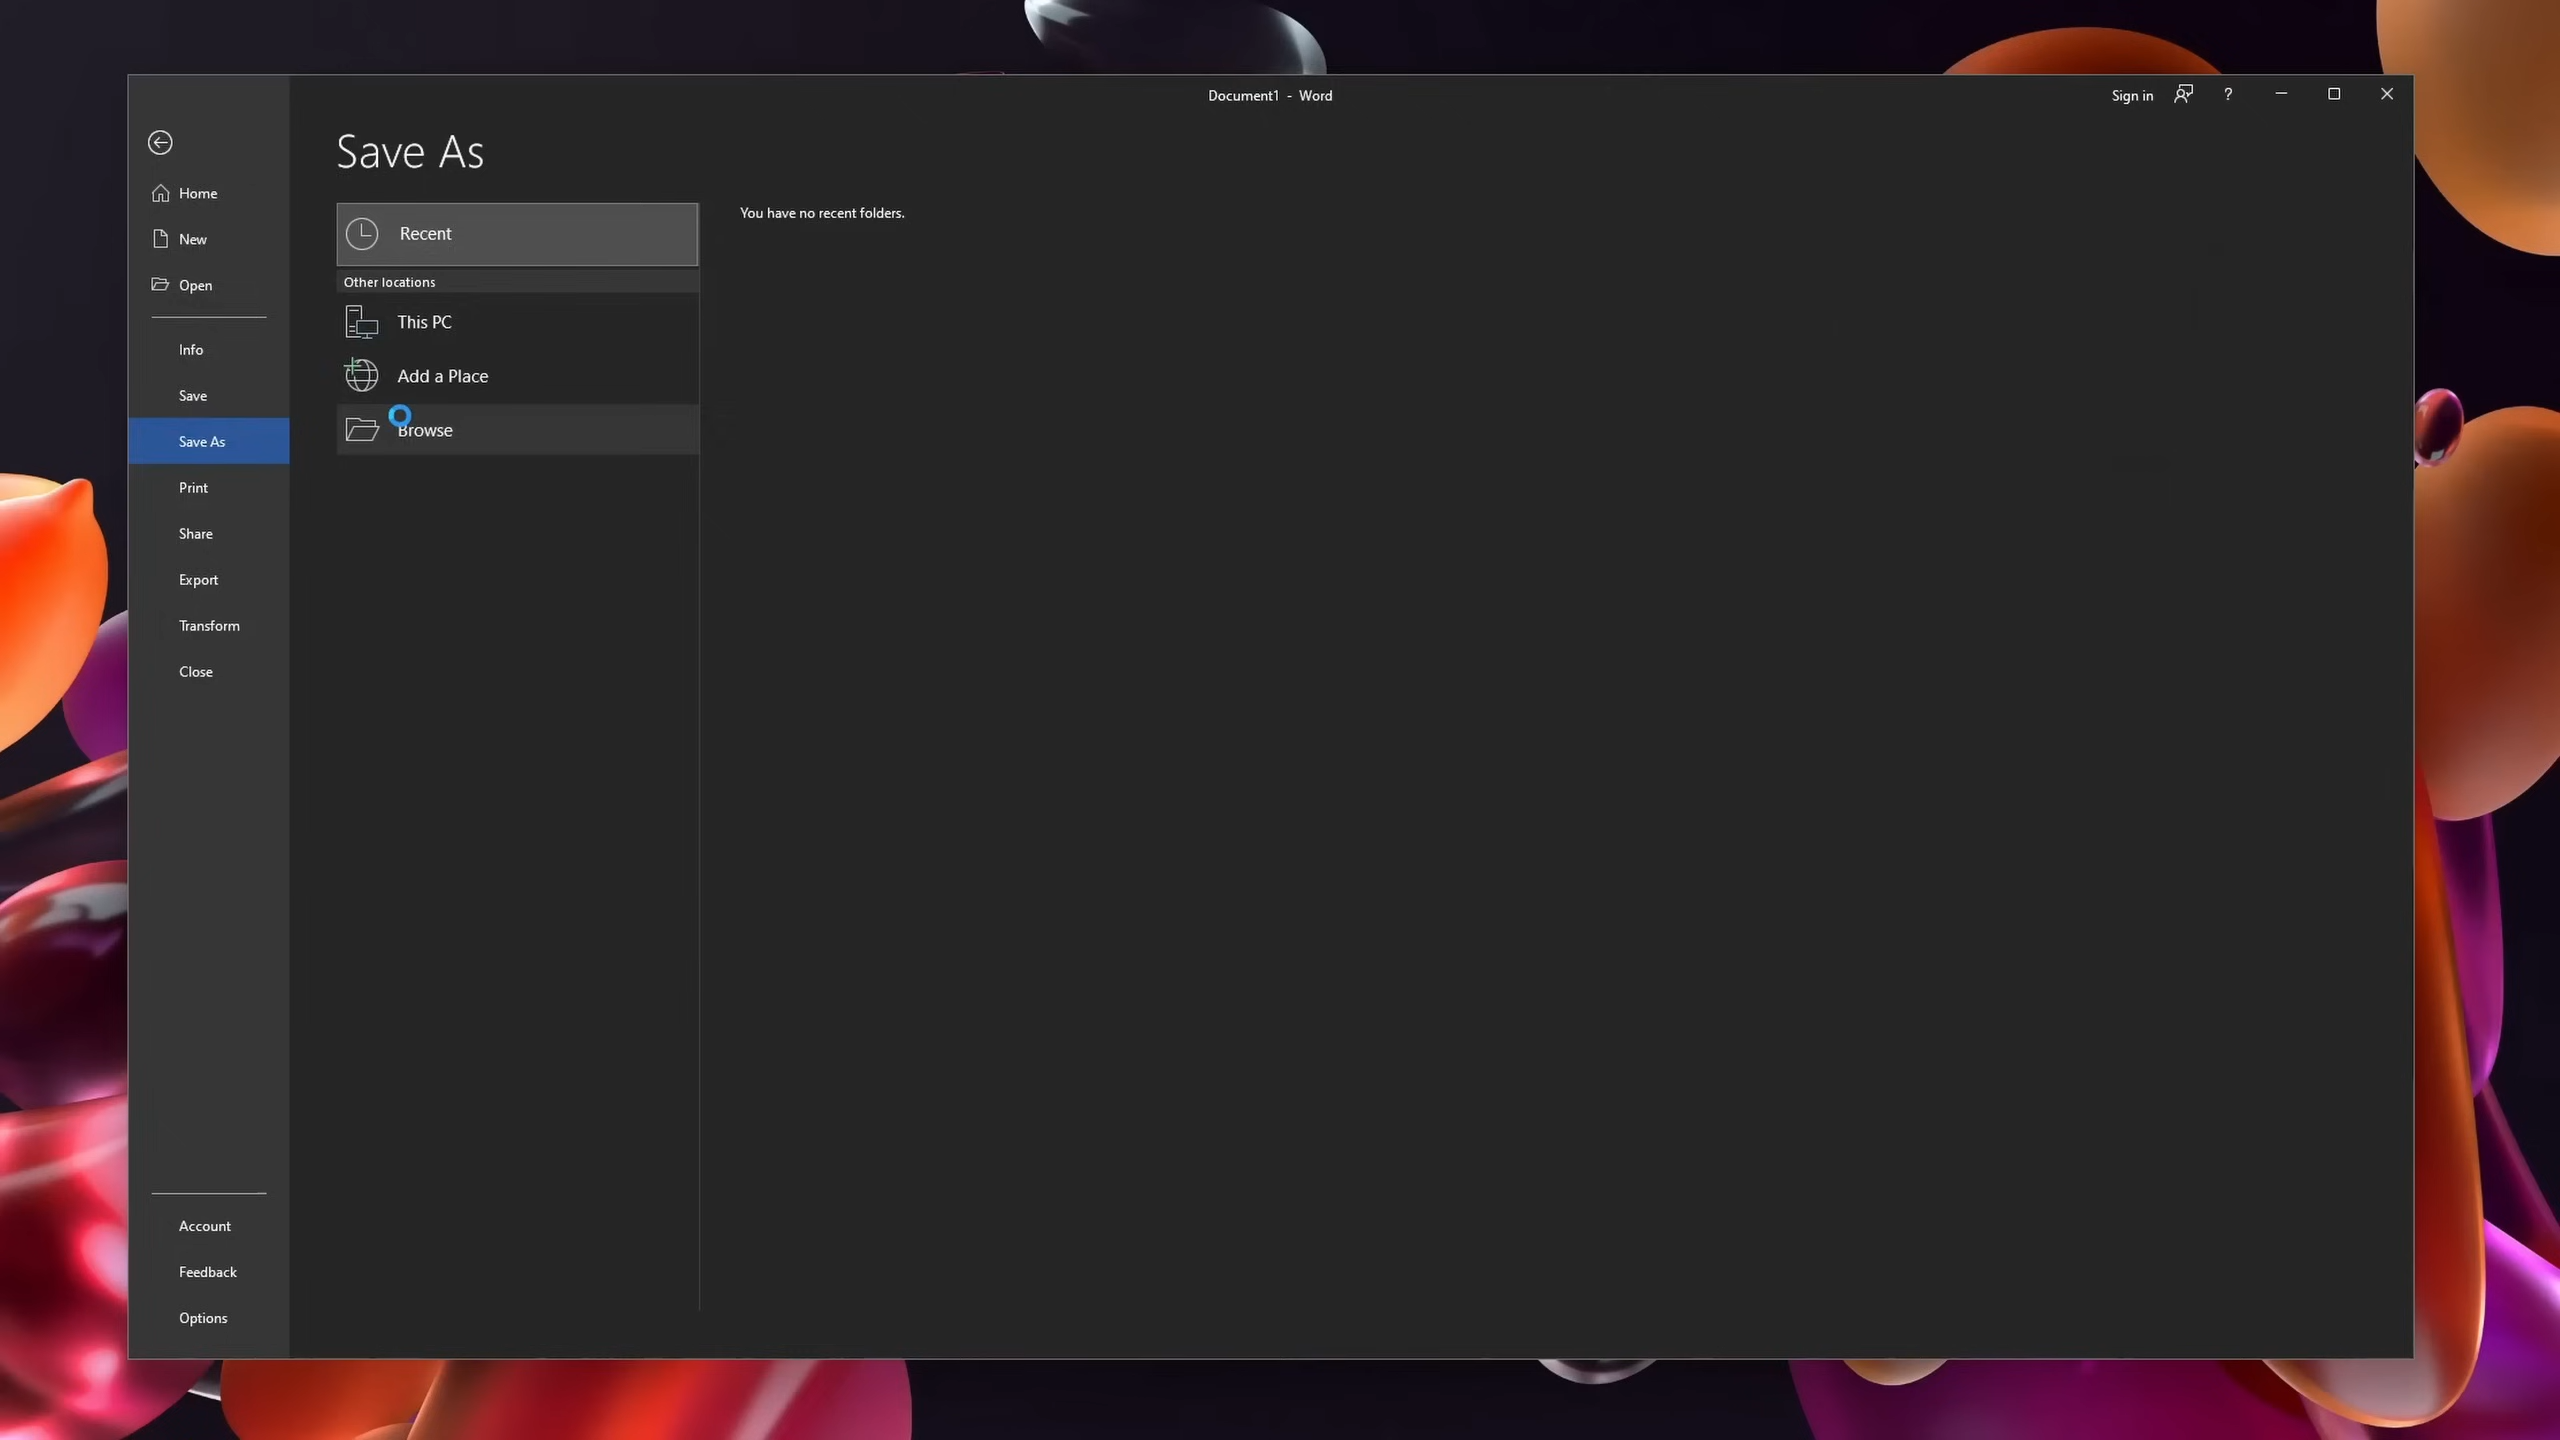 Document1 - Word
Sign in
?
Save As
Home
New
Open
Info
Save
Save As
Print
Share
Export
Transform
Close
Account
Feedback
Options
Recent
Other locations
This PC
Add a Place
Browse
You have no recent folders.